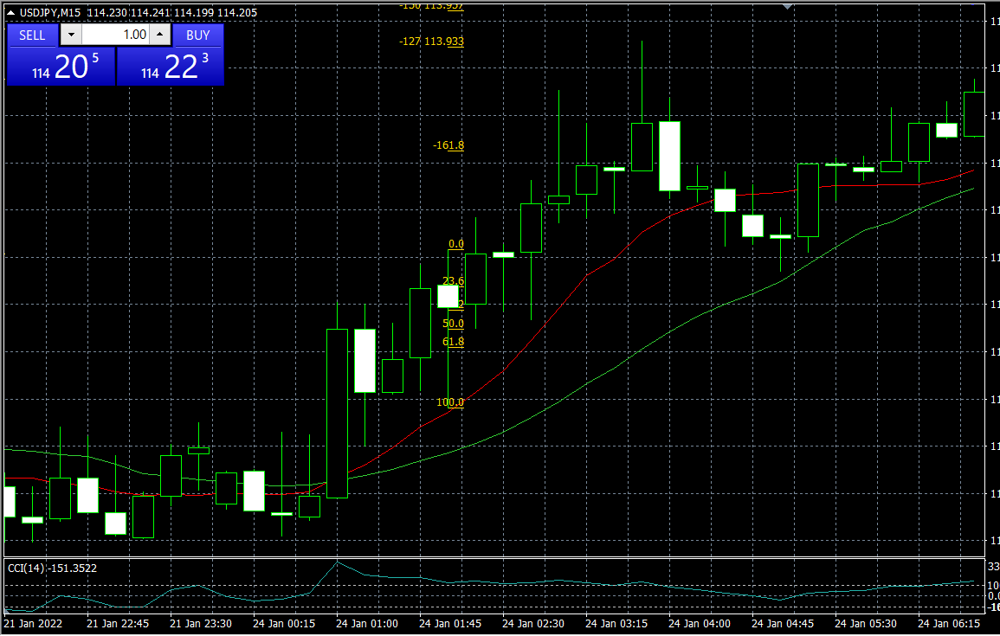 USDJPY,M15 114.230 114.241 114.199 114.205
SELL 1.00 BUY
114 20 5 114 22 3
-127 113.933
-161.8
0.0
23.6
50.0
61.8
100.0
CCI(14) -151.3522
21 Jan 2022 21 Jan 22:45 21 Jan 23:30 24 Jan 00:15 24 Jan 01:00 24 Jan 01:45 24 Jan 02:30 24 Jan 03:15 24 Jan 04:00 24 Jan 04:45 24 Jan 05:30 24 Jan 06:15